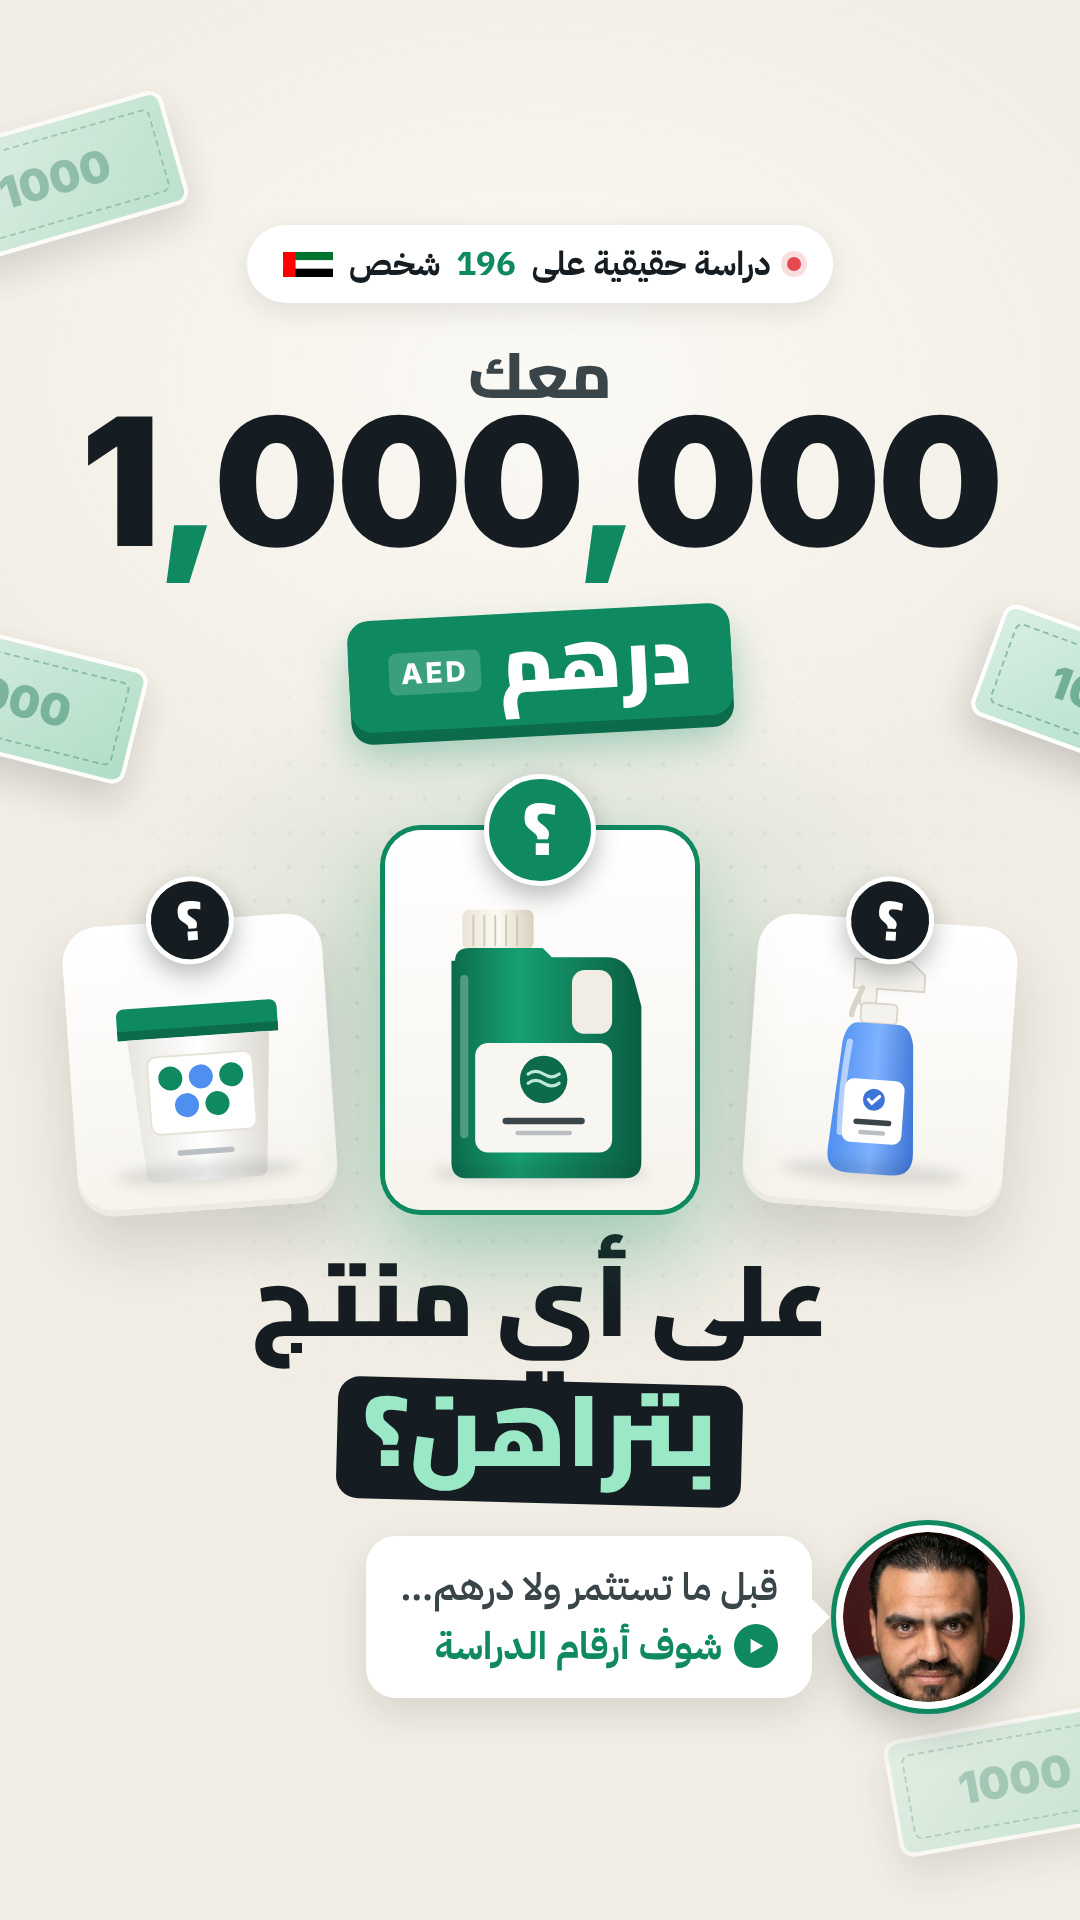 1000
دراسة حقيقية على 196 شخص
معك
1,000,000
درهم AED
000
10
؟
؟
؟
على أي منتج
بتراهن؟
قبل ما تستثمر ولا درهم...
شوف أرقام الدراسة
1000